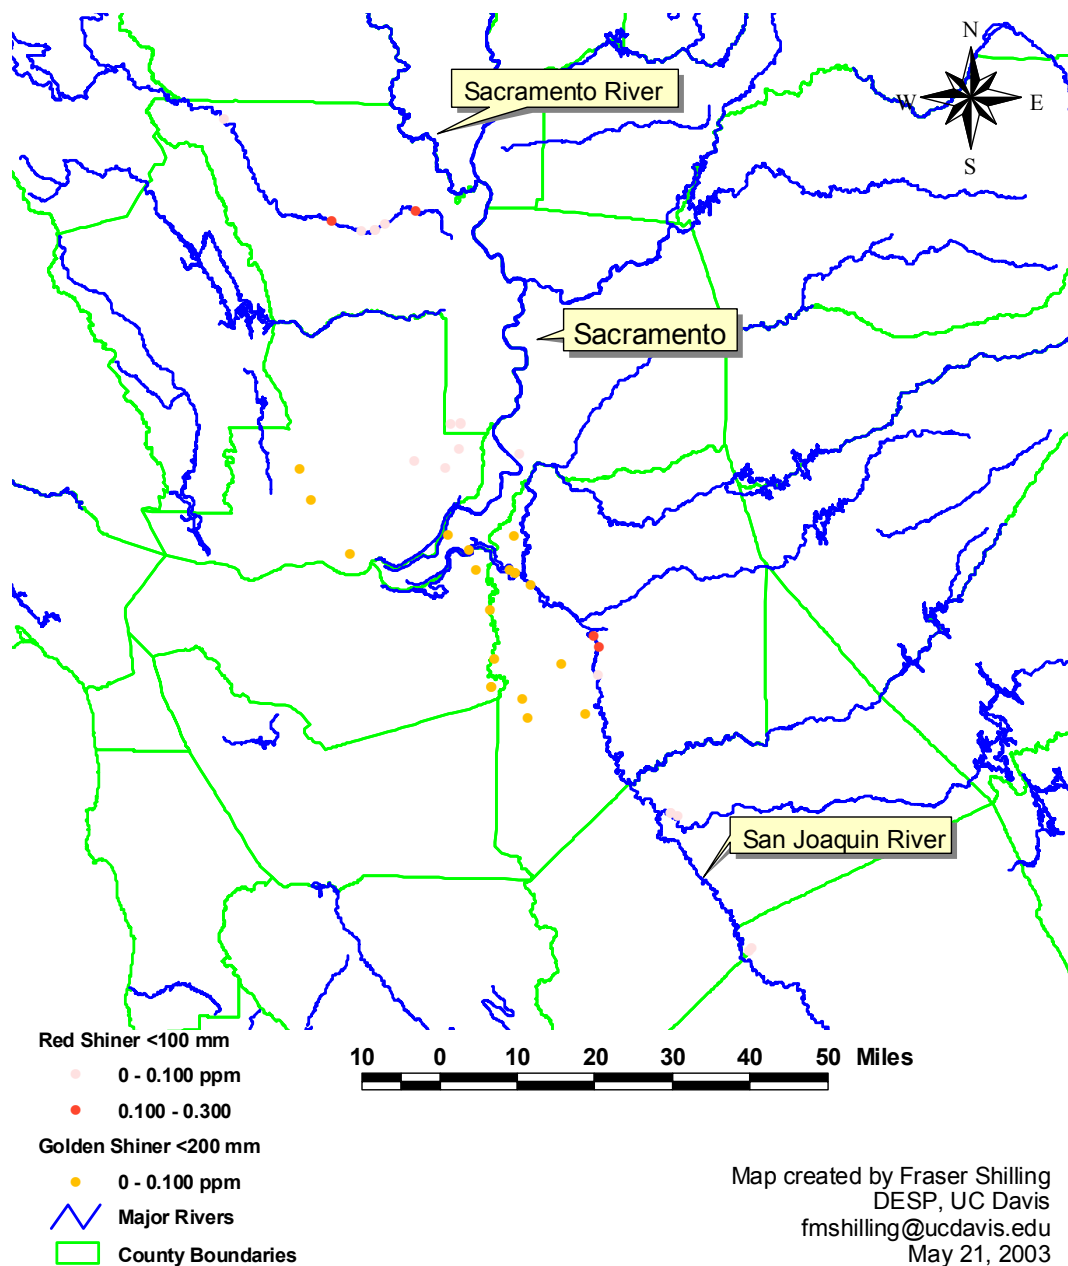 N
Sacramento River
W
E
S
Sacramento
San Joaquin River
Red Shiner <100 mm
0 - 0.100 ppm
0.100 - 0.300
Golden Shiner <200 mm
0 - 0.100 ppm
Major Rivers
County Boundaries
10 0 10 20 30 40 50 Miles
Map created by Fraser Shilling
DESP, UC Davis
fmshilling@ucdavis.edu
May 21, 2003